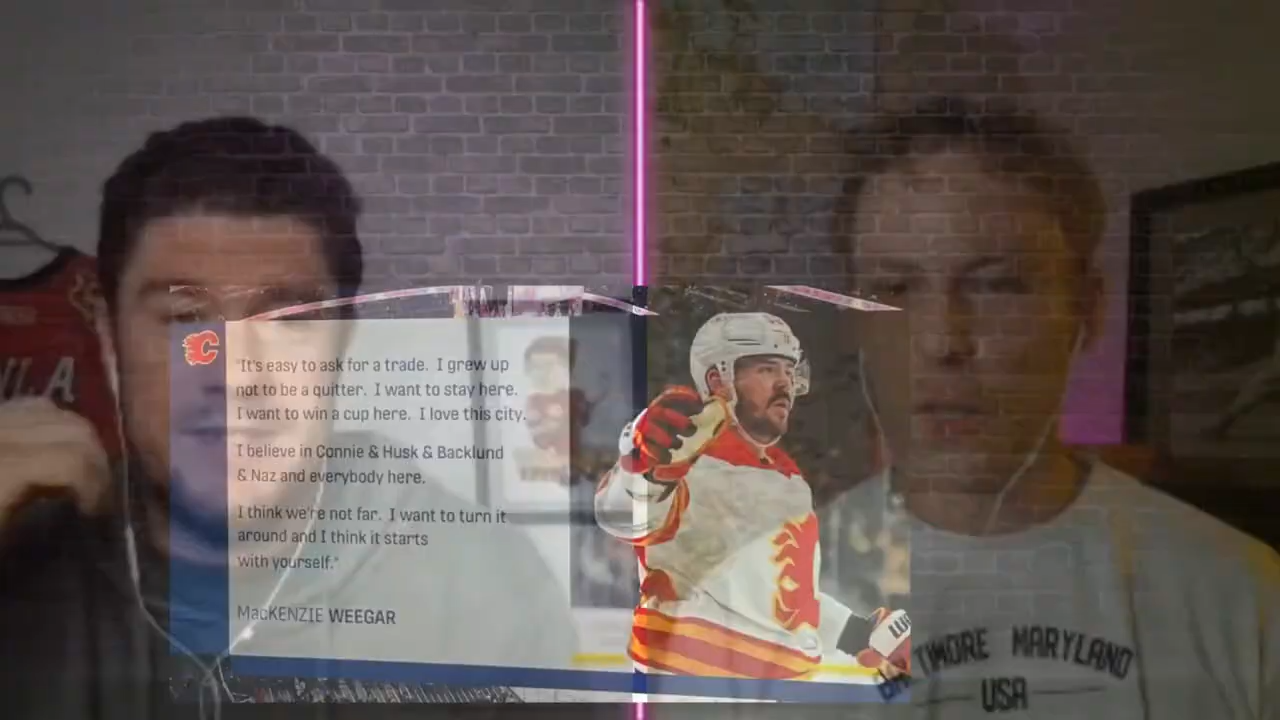 "It's easy to ask for a trade. I grew up
not to be a quitter. I want to stay here.
I want to win a cup here. I love this city.
I believe in Connie & Husk & Backlund
& Naz and everybody here.
I think we're not far. I want to turn it
around and I think it starts
with yourself."
MacKENZIE WEEGAR
BALTIMORE MARYLAND
USA